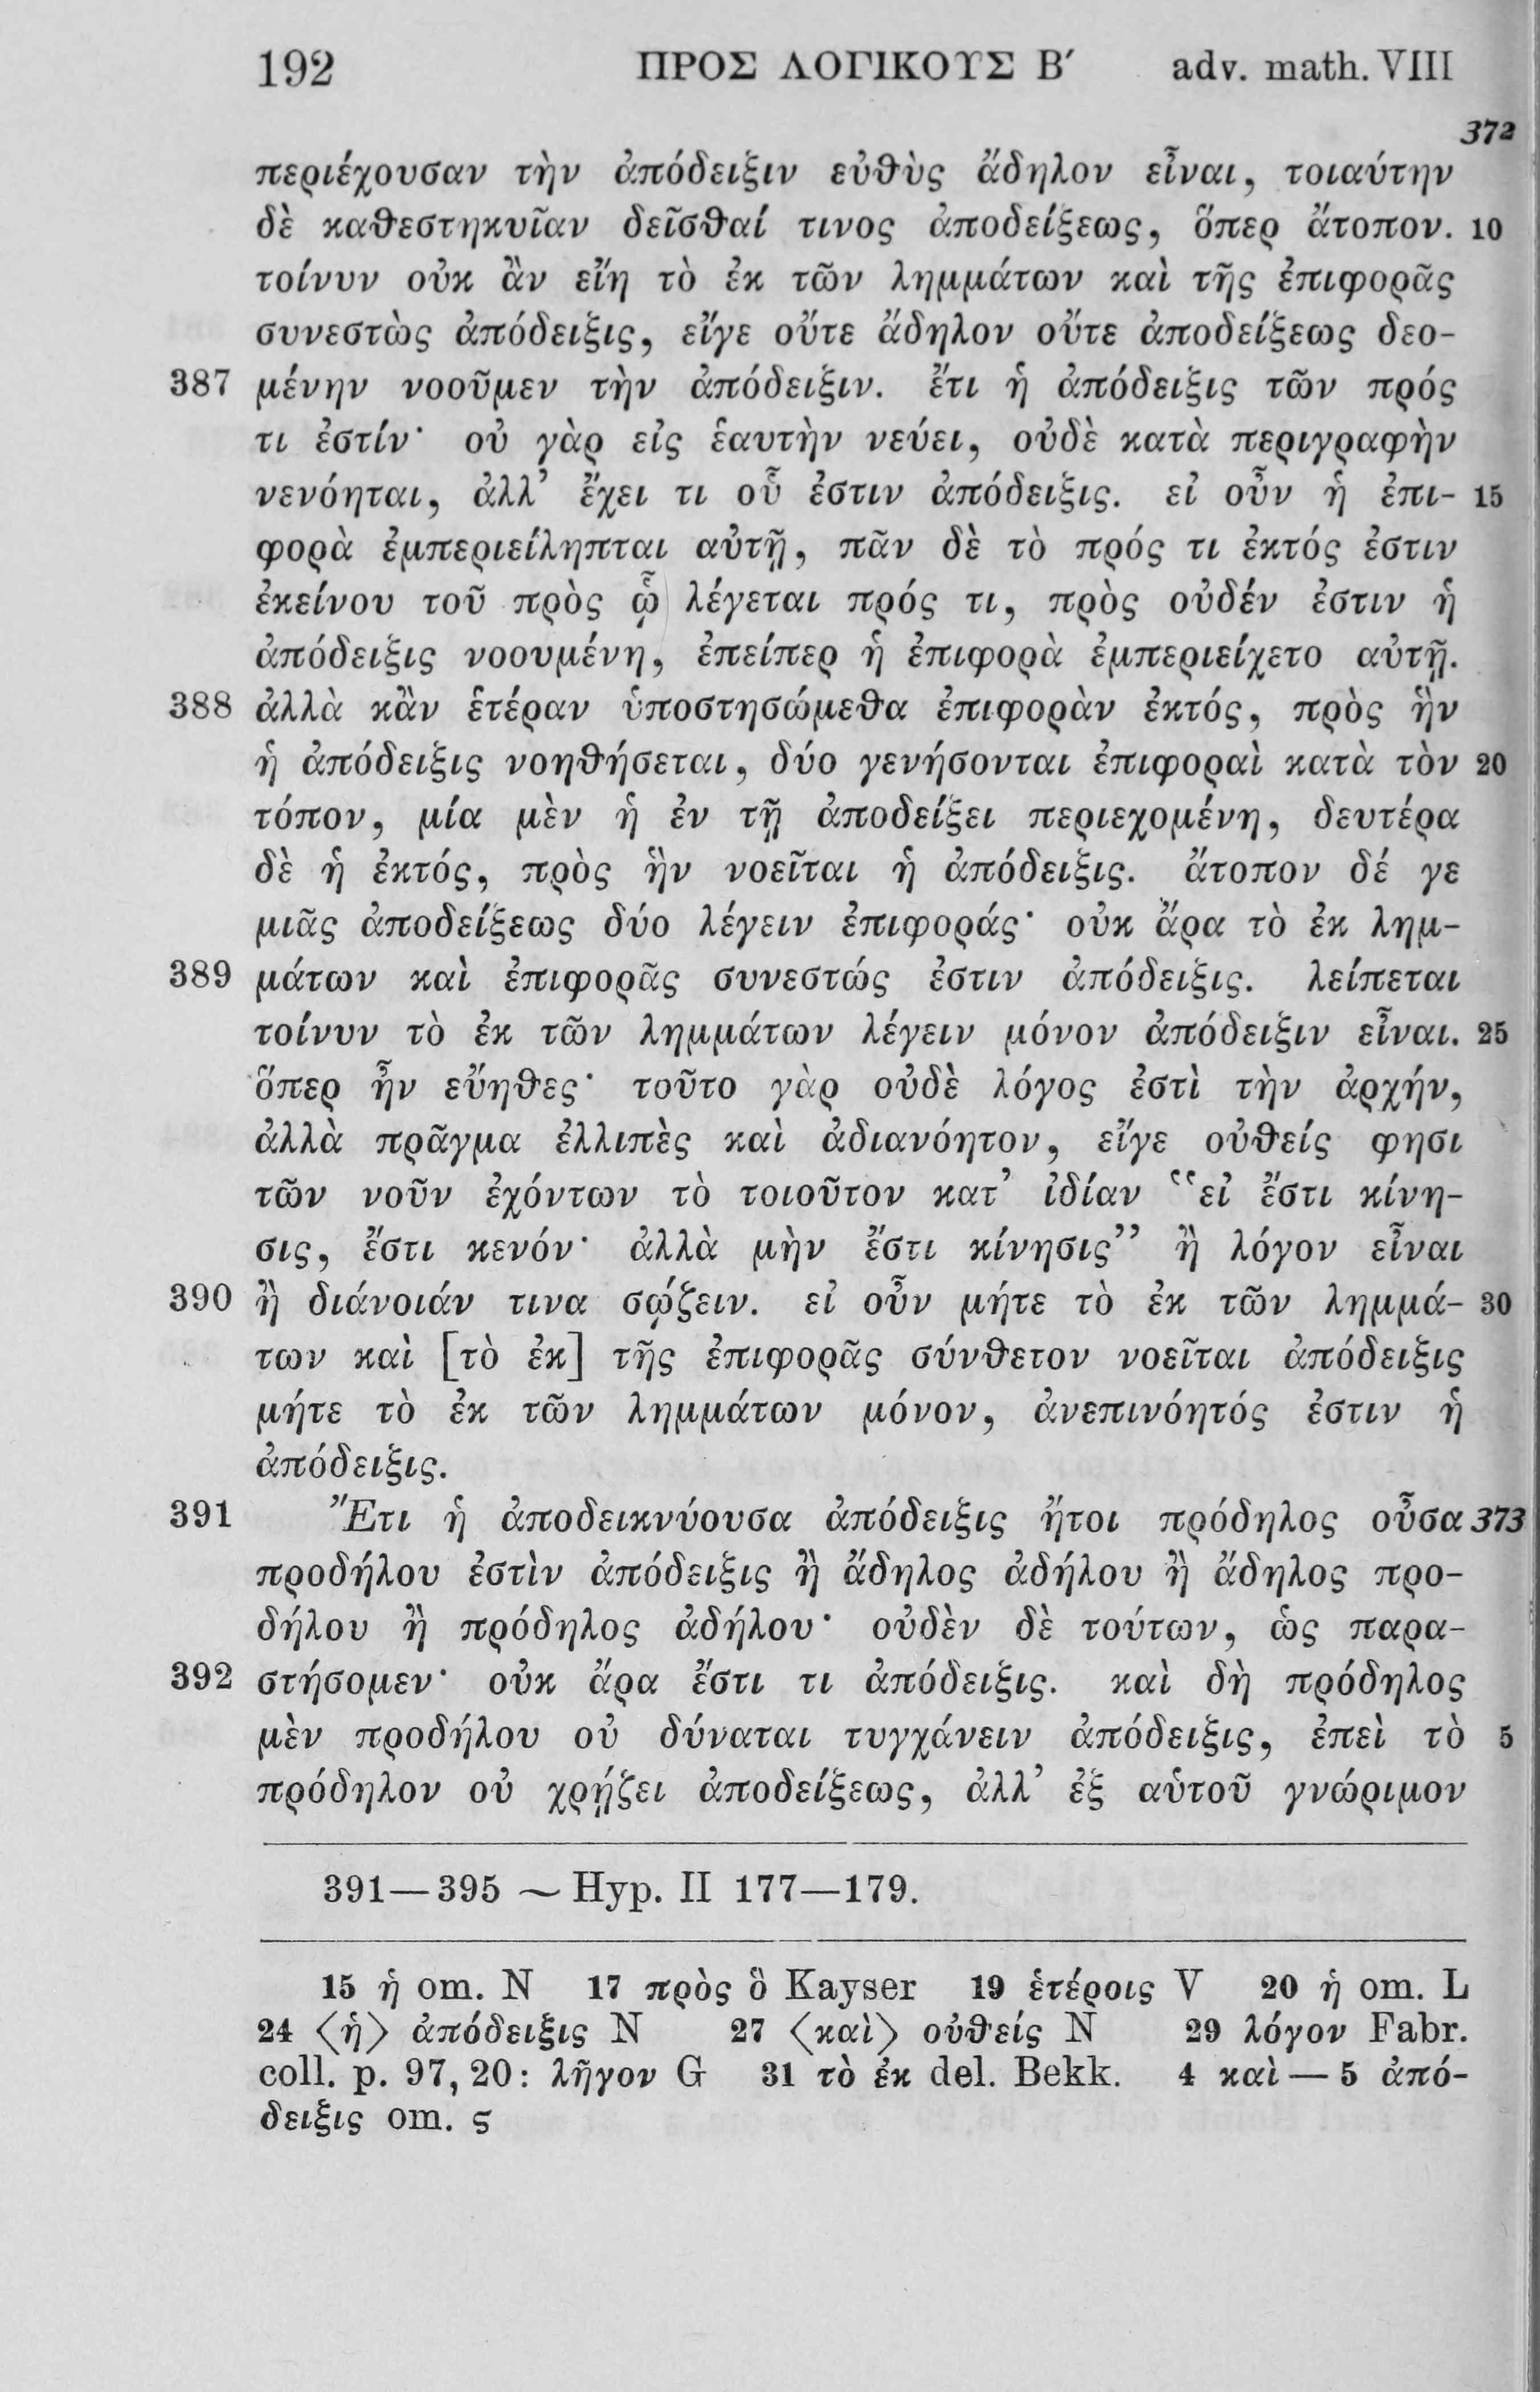 192 ΠΡΟΣ ΛΟΓΙΚΟΥΣ Β′ adv. math. VIII
372
περιέχουσαν τὴν ἀπόδειξιν εὐθὺς ἄδηλον εἶναι, τοιαύτην
δὲ καθεστηκυῖαν δεῖσθαί τινος ἀποδείξεως, ὅπερ ἄτοπον. 10
τοίνυν οὐκ ἂν εἴη τὸ ἐκ τῶν λημμάτων καὶ τῆς ἐπιφορᾶς
συνεστὼς ἀπόδειξις, εἴγε οὔτε ἄδηλον οὔτε ἀποδείξεως δεο-
387 μένην νοοῦμεν τὴν ἀπόδειξιν. ἔτι ἡ ἀπόδειξις τῶν πρός
τι ἐστίν· οὐ γὰρ εἰς ἑαυτὴν νεύει, οὐδὲ κατὰ περιγραφὴν
νενόηται, ἀλλ’ ἔχει τι οὗ ἐστιν ἀπόδειξις. εἰ οὖν ἡ ἐπι- 15
φορὰ ἐμπεριείληπται αὐτῇ, πᾶν δὲ τὸ πρός τι ἐκτός ἐστιν
ἐκείνου τοῦ πρὸς ᾧ λέγεται πρός τι, πρὸς οὐδέν ἐστιν ἡ
ἀπόδειξις νοουμένη, ἐπείπερ ἡ ἐπιφορὰ ἐμπεριείχετο αὐτῇ.
388 ἀλλὰ κἂν ἑτέραν ὑποστησώμεθα ἐπιφορὰν ἐκτός, πρὸς ἣν
ἡ ἀπόδειξις νοηθήσεται, δύο γενήσονται ἐπιφοραὶ κατὰ τὸν 20
τόπον, μία μὲν ἡ ἐν τῇ ἀποδείξει περιεχομένη, δευτέρα
δὲ ἡ ἐκτός, πρὸς ἣν νοεῖται ἡ ἀπόδειξις. ἄτοπον δέ γε
μιᾶς ἀποδείξεως δύο λέγειν ἐπιφοράς· οὐκ ἄρα τὸ ἐκ λημ-
389 μάτων καὶ ἐπιφορᾶς συνεστώς ἐστιν ἀπόδειξις. λείπεται
τοίνυν τὸ ἐκ τῶν λημμάτων λέγειν μόνον ἀπόδειξιν εἶναι. 25
ὅπερ ἦν εὔηθες· τοῦτο γὰρ οὐδὲ λόγος ἐστὶ τὴν ἀρχήν,
ἀλλὰ πρᾶγμα ἐλλιπὲς καὶ ἀδιανόητον, εἴγε οὐθείς φησι
τῶν νοῦν ἐχόντων τὸ τοιοῦτον κατ’ ἰδίαν “εἰ ἔστι κίνη-
σις, ἔστι κενόν· ἀλλὰ μὴν ἔστι κίνησις” ἢ λόγον εἶναι
390 ἢ διάνοιάν τινα σῴζειν. εἰ οὖν μήτε τὸ ἐκ τῶν λημμά- 30
των καὶ [τὸ ἐκ] τῆς ἐπιφορᾶς σύνθετον νοεῖται ἀπόδειξις
μήτε τὸ ἐκ τῶν λημμάτων μόνον, ἀνεπινόητός ἐστιν ἡ
ἀπόδειξις.
391 Ἔτι ἡ ἀποδεικνύουσα ἀπόδειξις ἤτοι πρόδηλος οὖσα 373
προδήλου ἐστὶν ἀπόδειξις ἢ ἄδηλος ἀδήλου ἢ ἄδηλος προ-
δήλου ἢ πρόδηλος ἀδήλου· οὐδὲν δὲ τούτων, ὡς παρα-
392 στήσομεν· οὐκ ἄρα ἔστι τι ἀπόδειξις. καὶ δὴ πρόδηλος
μὲν προδήλου οὐ δύναται τυγχάνειν ἀπόδειξις, ἐπεὶ τὸ 5
πρόδηλον οὐ χρῄζει ἀποδείξεως, ἀλλ’ ἐξ αὑτοῦ γνώριμον
391—395 ~ Hyp. II 177—179.
15 ἡ om. N 17 πρὸς ὃ Kayser 19 ἑτέροις V 20 ἡ om. L
24 ⟨ἡ⟩ ἀπόδειξις N 27 ⟨καὶ⟩ οὐθείς N 29 λόγον Fabr.
coll. p. 97, 20: λῆγον G 31 τὸ ἐκ del. Bekk. 4 καὶ — 5 ἀπό-
δειξις om. ς